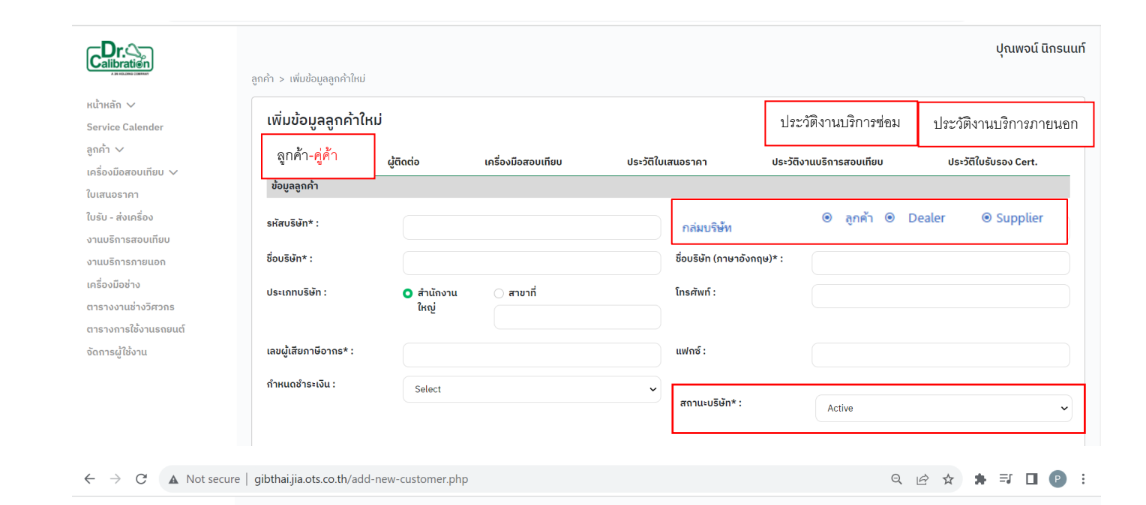 Dr.
Calibration
ปุณพจน์ นิกรนนท์
ลูกค้า > เพิ่มข้อมูลลูกค้าใหม่
หน้าหลัก
Service Calender
ลูกค้า
เครื่องมือสอบเทียบ
ใบเสนอราคา
ใบรับ - ส่งเครื่อง
งานบริการสอบเทียบ
งานบริการภายนอก
เครื่องมือช่าง
ตารางงานช่างวิศวกร
ตารางการใช้งานรถยนต์
จัดการผู้ใช้งาน
เพิ่มข้อมูลลูกค้าใหม่
ประวัติงานบริการซ่อม
ประวัติงานบริการภายนอก
ลูกค้า-คู่ค้า
ผู้ติดต่อ
เครื่องมือสอบเทียบ
ประวัติใบเสนอราคา
ประวัติงานบริการสอบเทียบ
ประวัติใบรับรอง Cert.
ข้อมูลลูกค้า
รหัสบริษัท* :
กลุ่มบริษัท
ลูกค้า
Dealer
Supplier
ชื่อบริษัท* :
ชื่อบริษัท (ภาษาอังกฤษ)* :
ประเภทบริษัท :
สำนักงาน
ใหญ่
สาขาที่
โทรศัพท์ :
เลขผู้เสียภาษีอากร* :
แฟกซ์ :
กำหนดชำระเงิน :
Select
สถานะบริษัท* :
Active
Not secure | gibthai.jia.ots.co.th/add-new-customer.php
P